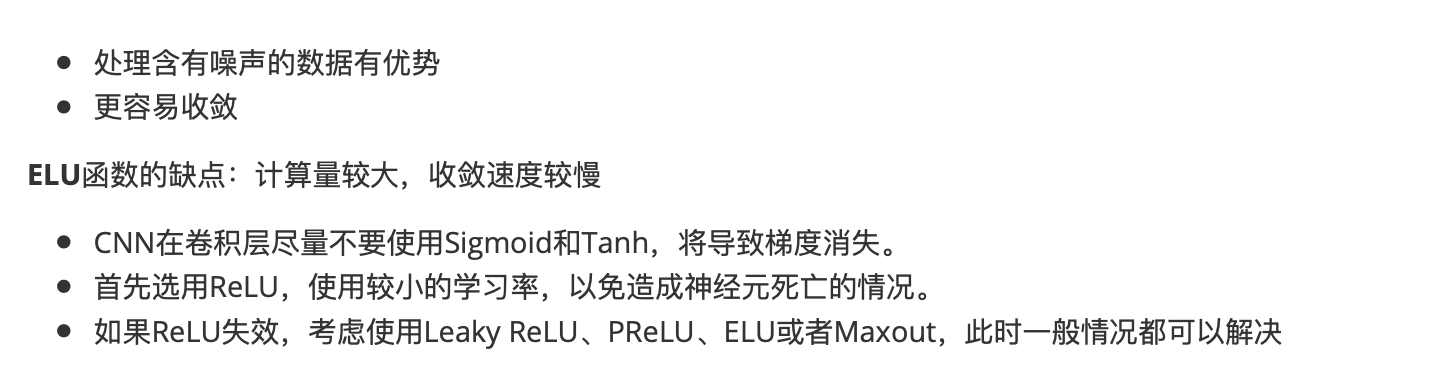 处理含有噪声的数据有优势
更容易收敛
ELU函数的缺点：计算量较大，收敛速度较慢
CNN在卷积层尽量不要使用Sigmoid和Tanh，将导致梯度消失。
首先选用ReLU，使用较小的学习率，以免造成神经元死亡的情况。
如果ReLU失效，考虑使用Leaky ReLU、PReLU、ELU或者Maxout，此时一般情况都可以解决